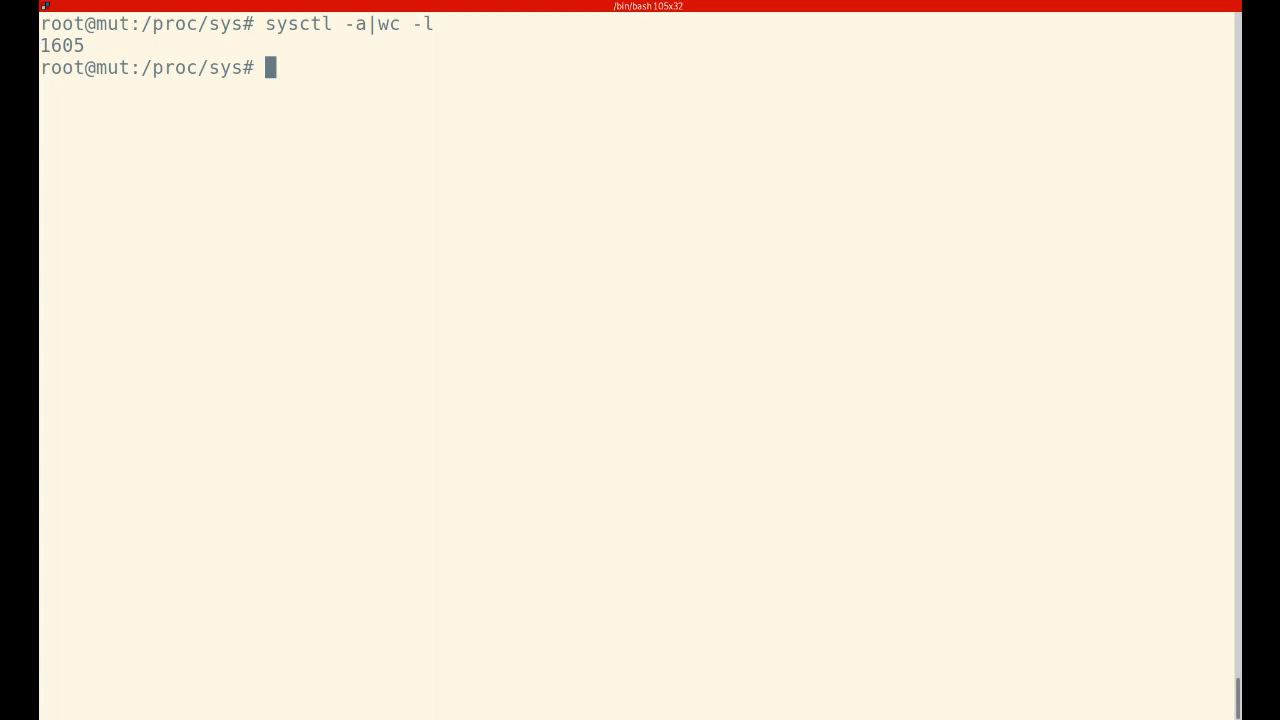 /bin/bash 105x32
root@mut:/proc/sys# sysctl -a|wc -l
1605
root@mut:/proc/sys#